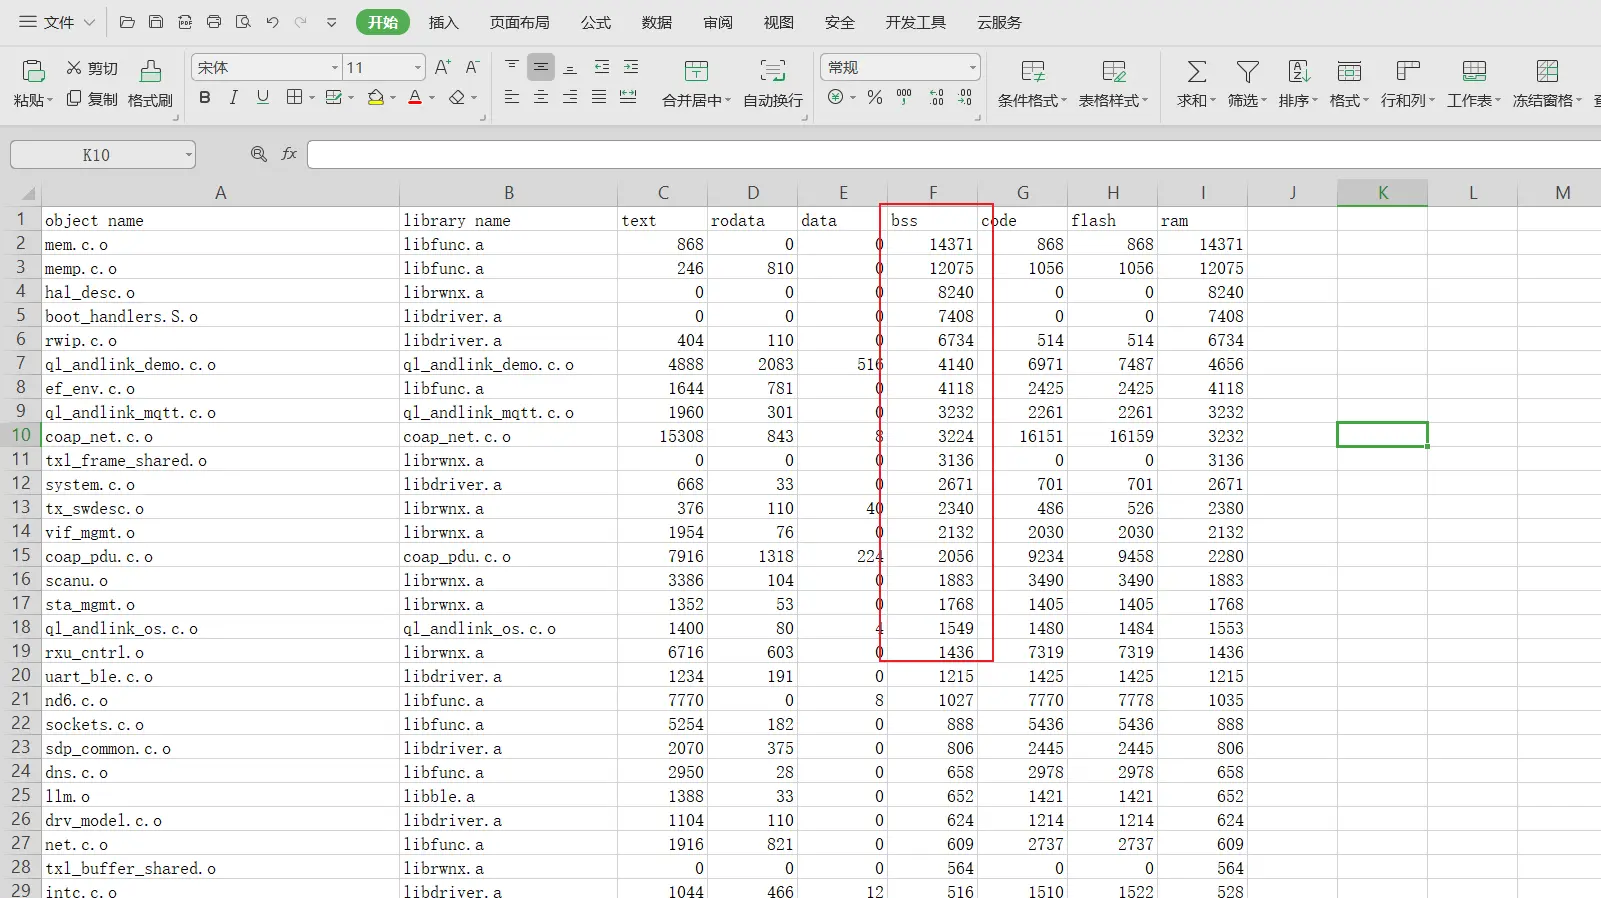 文件 开始 插入 页面布局 公式 数据 审阅 视图 安全 开发工具 云服务
剪切 宋体 11 A+ A- 常规
粘贴 复制 格式刷 B I U A 合并居中 自动换行 % 000 条件格式 表格样式 求和 筛选 排序 格式 行和列 工作表 冻结窗格
K10 fx
A B C D E F G H I J K L M
1 object name library name text rodata data bss code flash ram
2 mem.c.o libfunc.a 868 0 0 14371 868 868 14371
3 memp.c.o libfunc.a 246 810 0 12075 1056 1056 12075
4 hal_desc.o librwnx.a 0 0 0 8240 0 0 8240
5 boot_handlers.S.o libdriver.a 0 0 0 7408 0 0 7408
6 rwip.c.o libdriver.a 404 110 0 6734 514 514 6734
7 ql_andlink_demo.c.o ql_andlink_demo.c.o 4888 2083 516 4140 6971 7487 4656
8 ef_env.c.o libfunc.a 1644 781 0 4118 2425 2425 4118
9 ql_andlink_mqtt.c.o ql_andlink_mqtt.c.o 1960 301 0 3232 2261 2261 3232
10 coap_net.c.o coap_net.c.o 15308 843 8 3224 16151 16159 3232
11 txl_frame_shared.o librwnx.a 0 0 0 3136 0 0 3136
12 system.c.o libdriver.a 668 33 0 2671 701 701 2671
13 tx_swdesc.o librwnx.a 376 110 40 2340 486 526 2380
14 vif_mgmt.o librwnx.a 1954 76 0 2132 2030 2030 2132
15 coap_pdu.c.o coap_pdu.c.o 7916 1318 224 2056 9234 9458 2280
16 scanu.o librwnx.a 3386 104 0 1883 3490 3490 1883
17 sta_mgmt.o librwnx.a 1352 53 0 1768 1405 1405 1768
18 ql_andlink_os.c.o ql_andlink_os.c.o 1400 80 4 1549 1480 1484 1553
19 rxu_cntrl.o librwnx.a 6716 603 0 1436 7319 7319 1436
20 uart_ble.c.o libdriver.a 1234 191 0 1215 1425 1425 1215
21 nd6.c.o libfunc.a 7770 0 8 1027 7770 7778 1035
22 sockets.c.o libfunc.a 5254 182 0 888 5436 5436 888
23 sdp_common.c.o libdriver.a 2070 375 0 806 2445 2445 806
24 dns.c.o libfunc.a 2950 28 0 658 2978 2978 658
25 llm.o libble.a 1388 33 0 652 1421 1421 652
26 drv_model.c.o libdriver.a 1104 110 0 624 1214 1214 624
27 net.c.o libfunc.a 1916 821 0 609 2737 2737 609
28 txl_buffer_shared.o librwnx.a 0 0 0 564 0 0 564
29 intc.c.o libdriver.a 1044 466 12 516 1510 1522 528